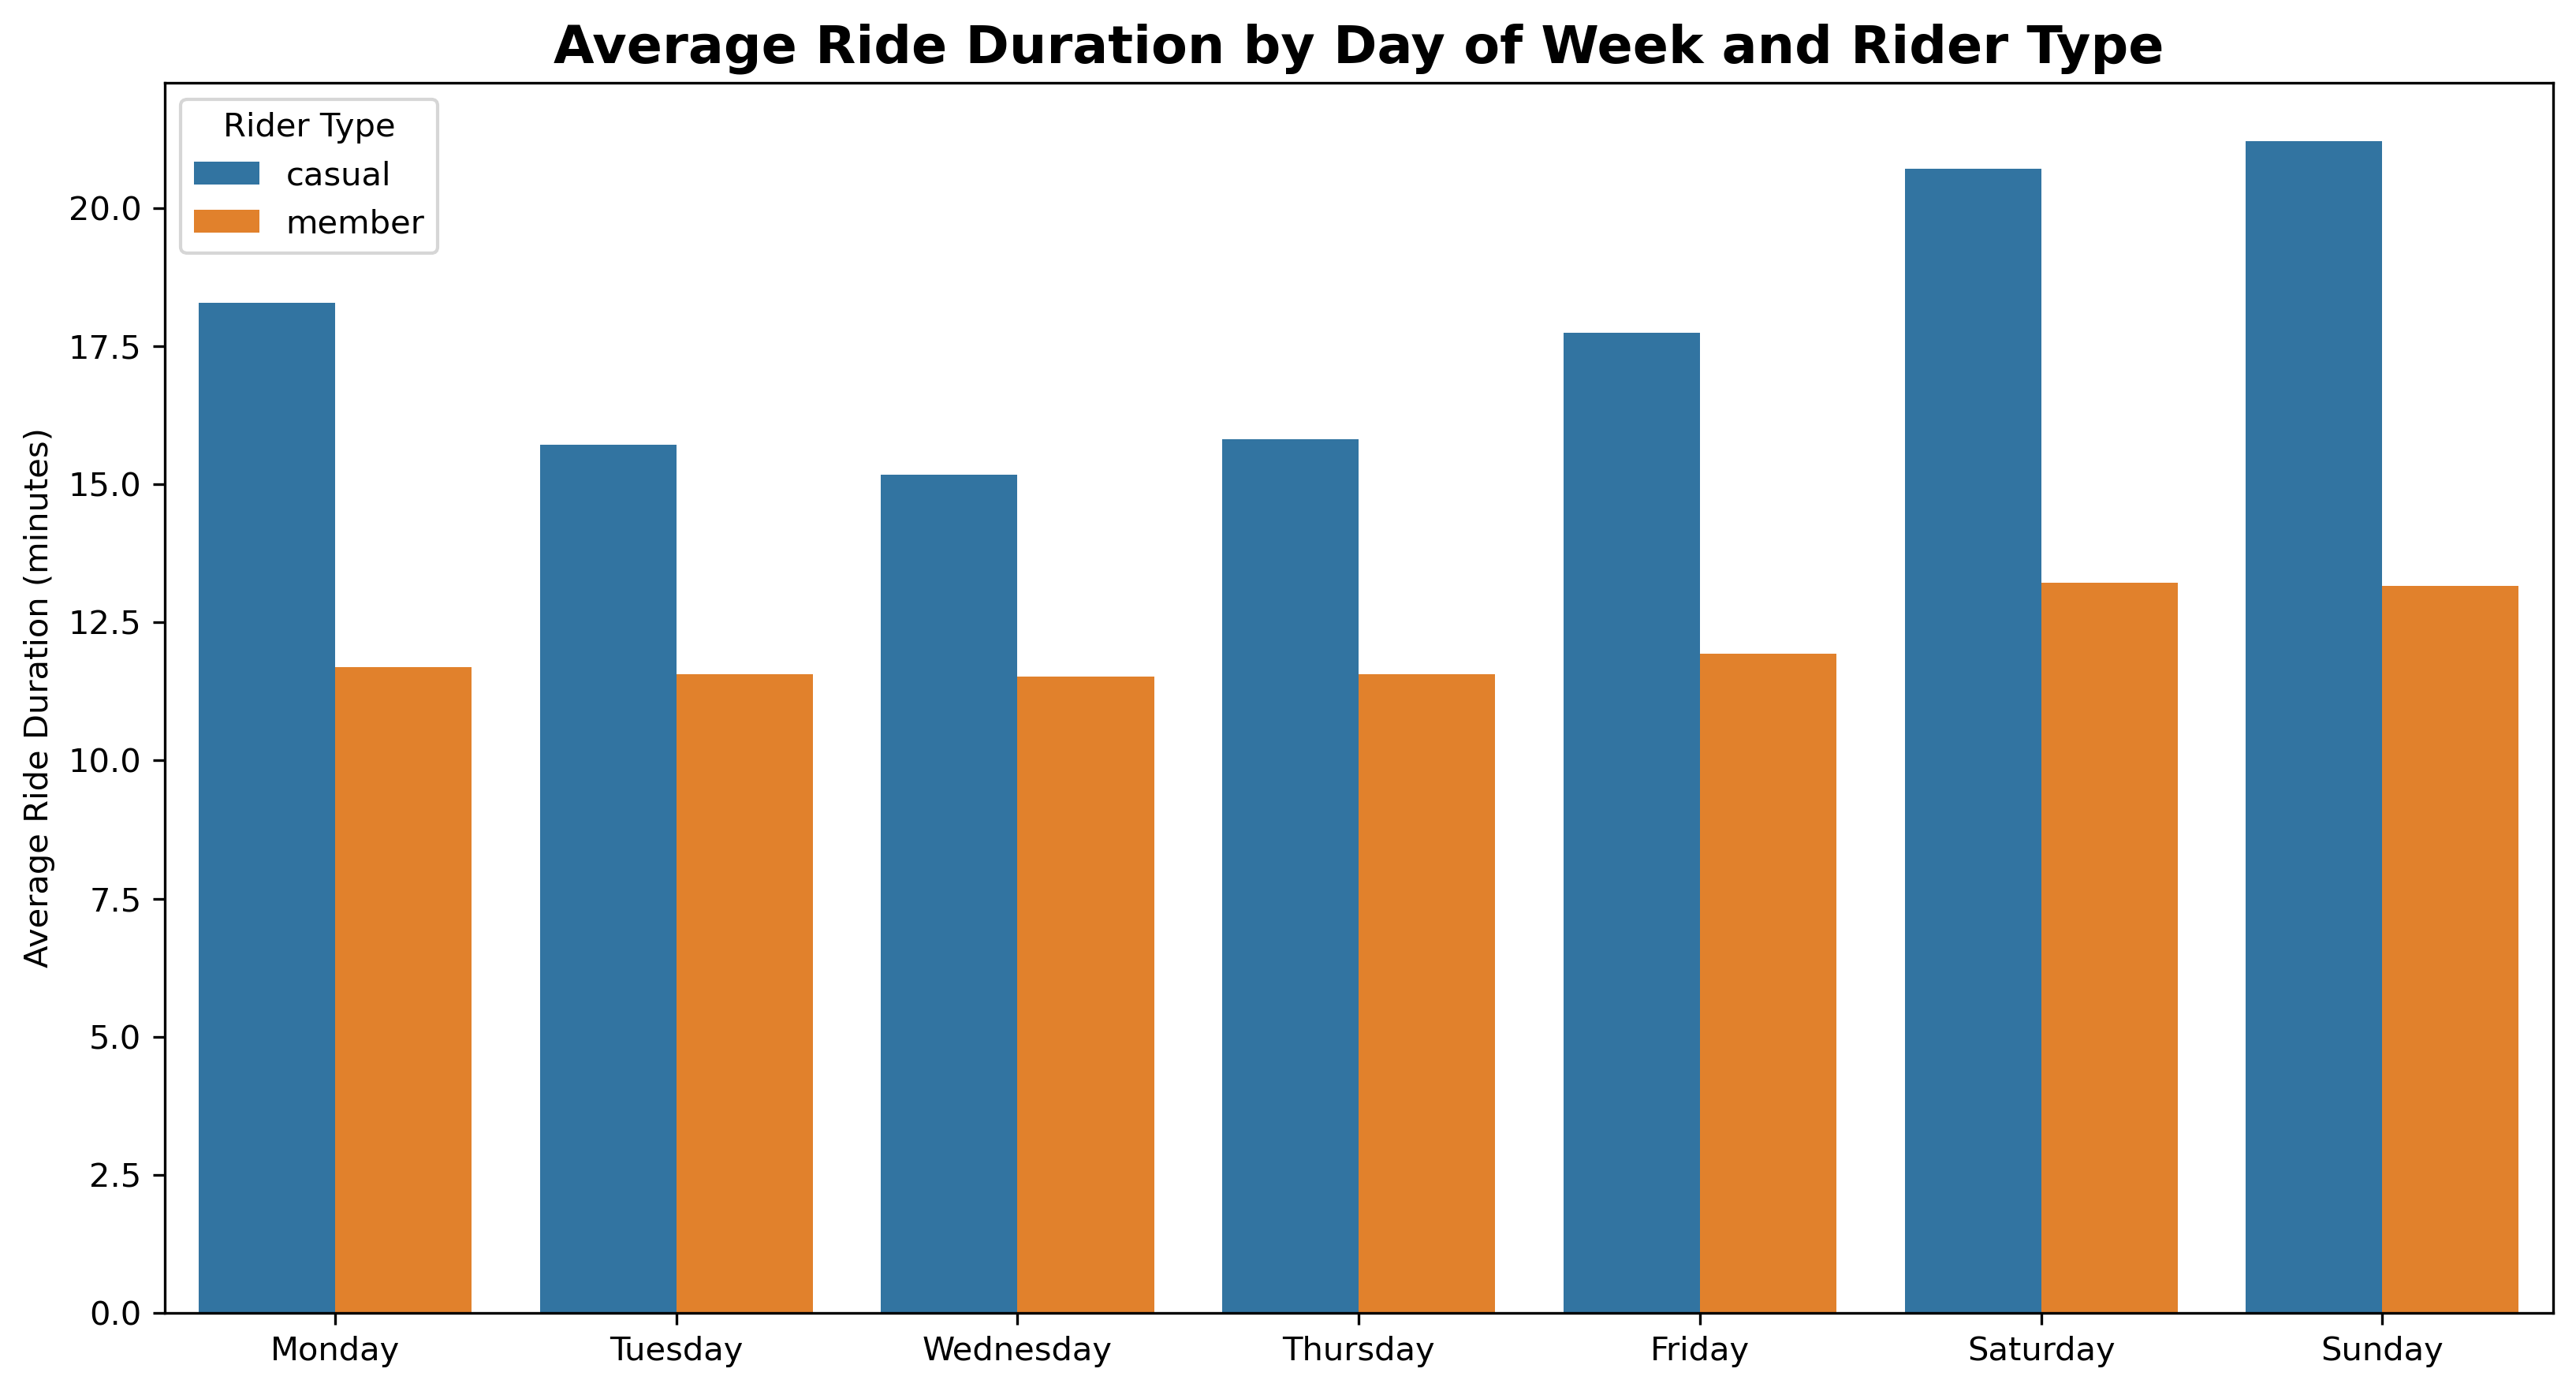 Average Ride Duration by Day of Week and Rider Type
Rider Type
casual
member
Average Ride Duration (minutes)
20.0
17.5
15.0
12.5
10.0
7.5
5.0
2.5
0.0
Monday Tuesday Wednesday Thursday Friday Saturday Sunday